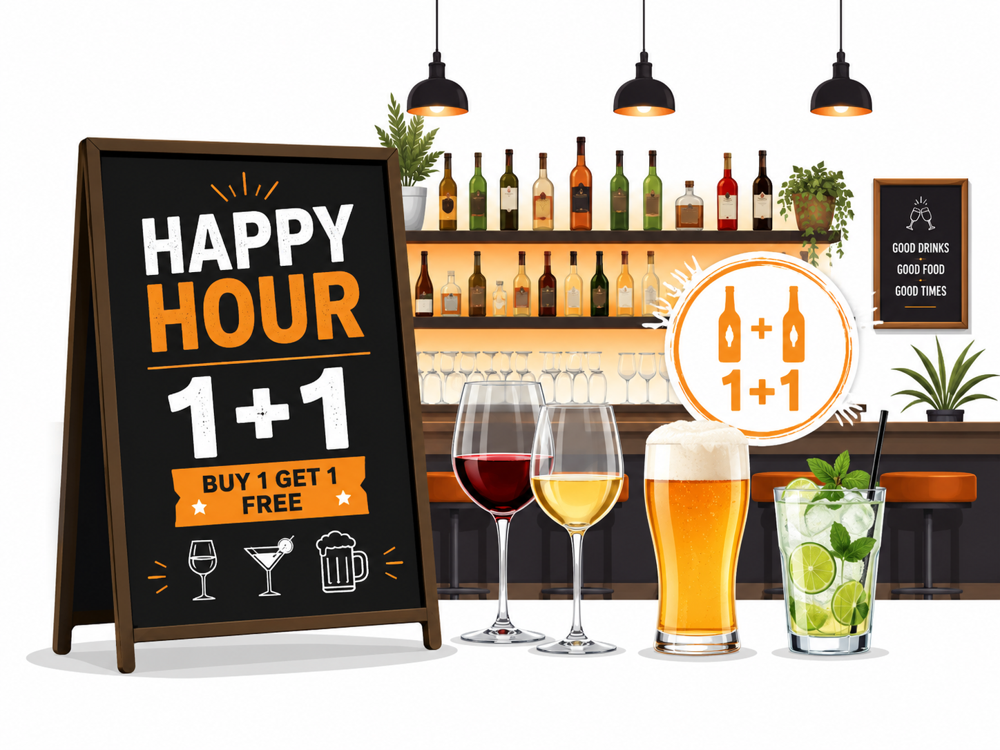 HAPPY
HOUR
1+1
BUY 1 GET 1
FREE
1+1
GOOD DRINKS
GOOD FOOD
GOOD TIMES